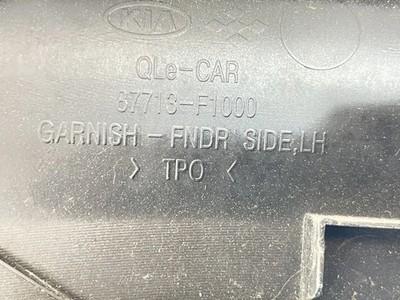 KIA
QLe-CAR
87713-F1000
GARNISH - FNDR SIDE,LH
> TPO <